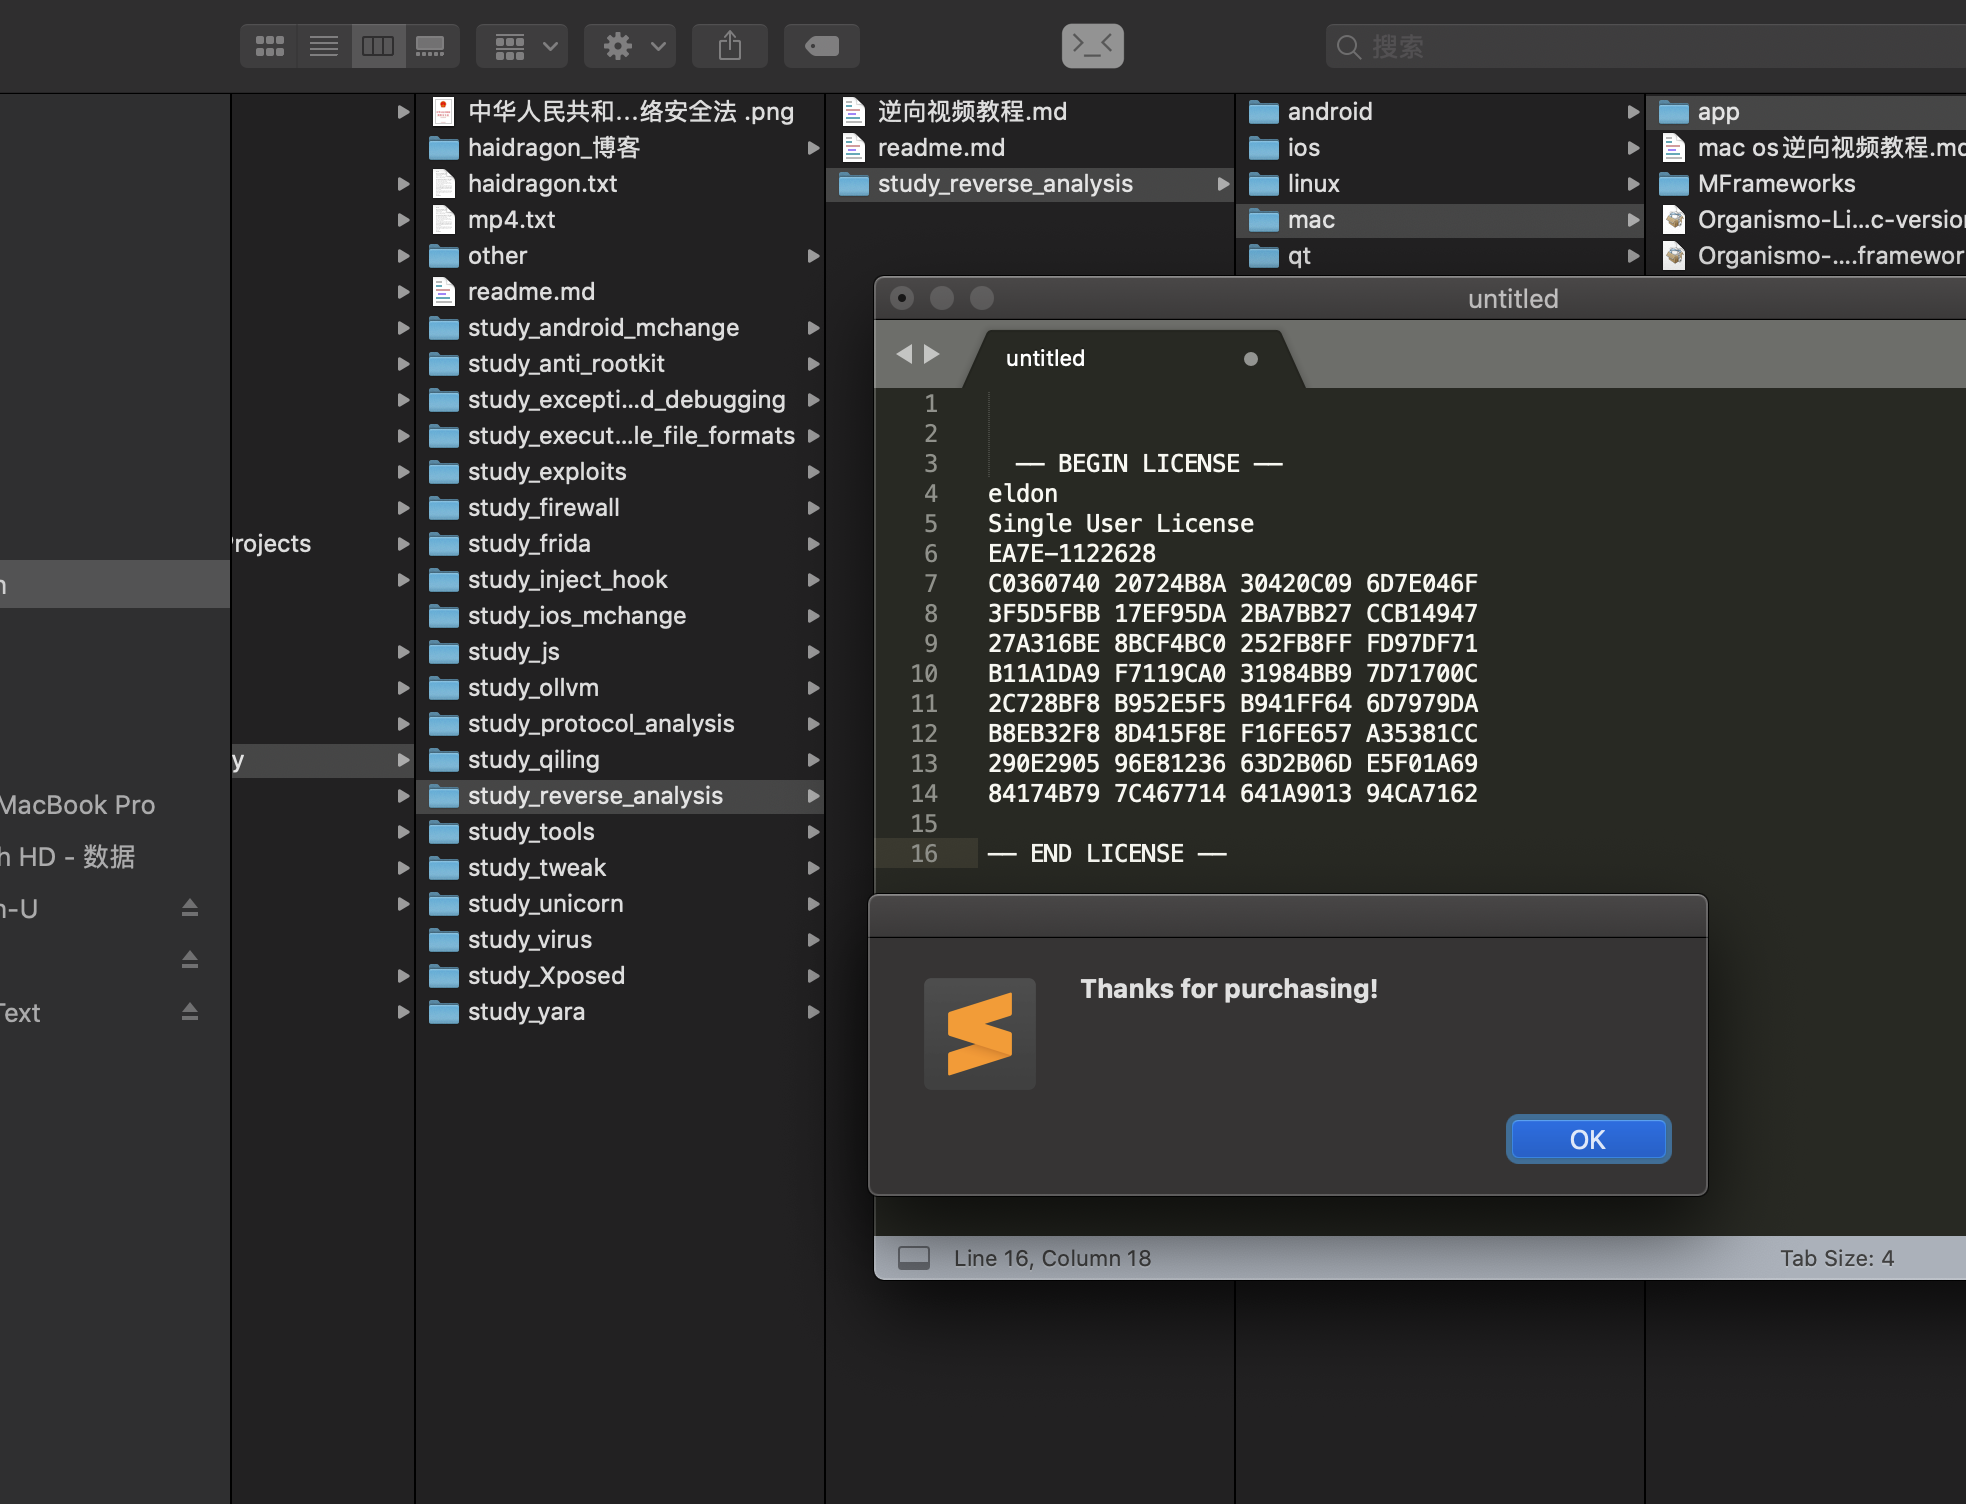 搜索
rojects
n
y
MacBook Pro
h HD - 数据
n-U
Text
中华人民共和...络安全法 .png
haidragon_博客
haidragon.txt
mp4.txt
other
readme.md
study_android_mchange
study_anti_rootkit
study_excepti...d_debugging
study_execut...le_file_formats
study_exploits
study_firewall
study_frida
study_inject_hook
study_ios_mchange
study_js
study_ollvm
study_protocol_analysis
study_qiling
study_reverse_analysis
study_tools
study_tweak
study_unicorn
study_virus
study_Xposed
study_yara
逆向视频教程.md
readme.md
study_reverse_analysis
android
ios
linux
mac
qt
app
mac os逆向视频教程.md
MFrameworks
Organismo-Li...c-version
Organismo-....framewor
untitled
untitled
1
2
3 —— BEGIN LICENSE ——
4 eldon
5 Single User License
6 EA7E-1122628
7 C0360740 20724B8A 30420C09 6D7E046F
8 3F5D5FBB 17EF95DA 2BA7BB27 CCB14947
9 27A316BE 8BCF4BC0 252FB8FF FD97DF71
10 B11A1DA9 F7119CA0 31984BB9 7D71700C
11 2C728BF8 B952E5F5 B941FF64 6D7979DA
12 B8EB32F8 8D415F8E F16FE657 A35381CC
13 290E2905 96E81236 63D2B06D E5F01A69
14 84174B79 7C467714 641A9013 94CA7162
15
16 —— END LICENSE ——
Thanks for purchasing!
OK
Line 16, Column 18
Tab Size: 4